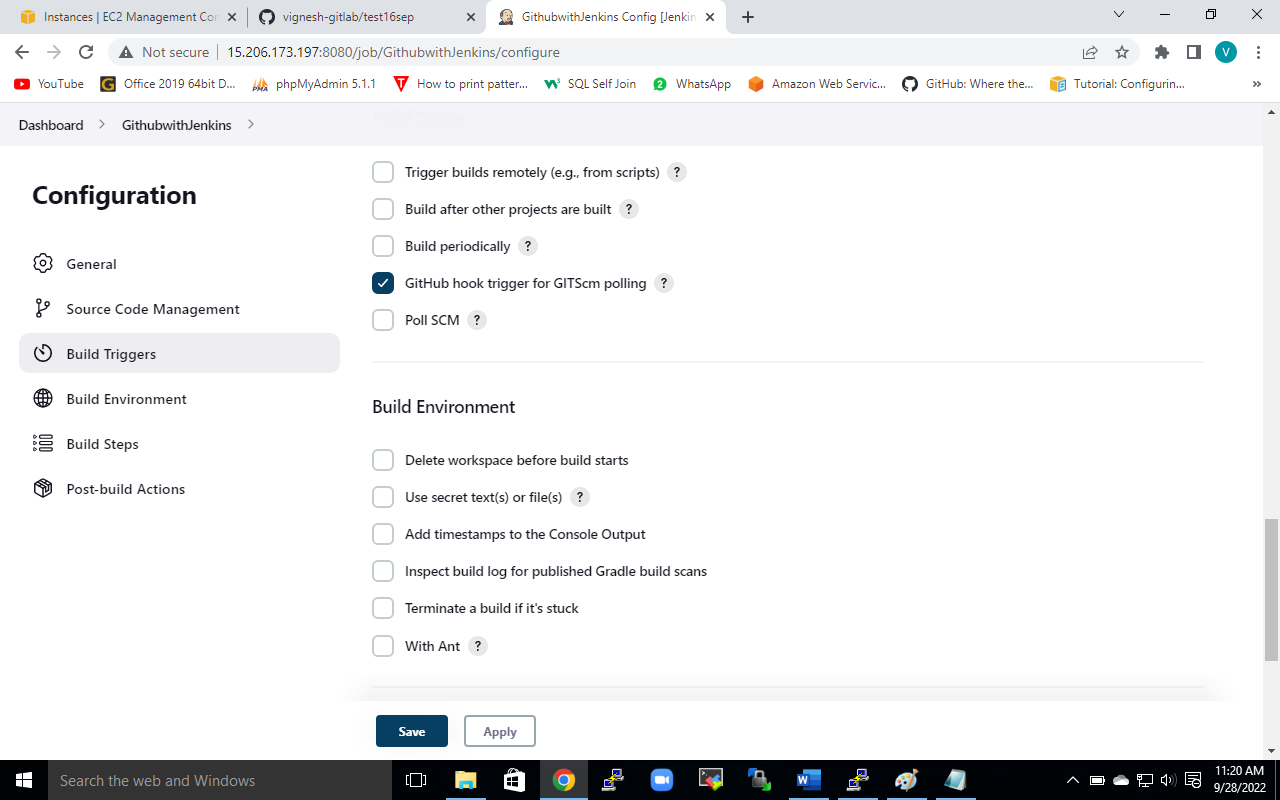 Instances | EC2 Management Con
vignesh-gitlab/test16sep
GithubwithJenkins Config [Jenkin
Not secure
15.206.173.197:8080/job/GithubwithJenkins/configure
V
YouTube
Office 2019 64bit D...
phpMyAdmin 5.1.1
How to print patter...
SQL Self Join
WhatsApp
Amazon Web Servic...
GitHub: Where the...
Tutorial: Configurin...
»
Dashboard
GithubwithJenkins
Configuration
General
Source Code Management
Build Triggers
Build Environment
Build Steps
Post-build Actions
Trigger builds remotely (e.g., from scripts) ?
Build after other projects are built ?
Build periodically ?
GitHub hook trigger for GITScm polling ?
Poll SCM ?
Build Environment
Delete workspace before build starts
Use secret text(s) or file(s) ?
Add timestamps to the Console Output
Inspect build log for published Gradle build scans
Terminate a build if it's stuck
With Ant ?
Save
Apply
Search the web and Windows
11:20 AM
9/28/2022